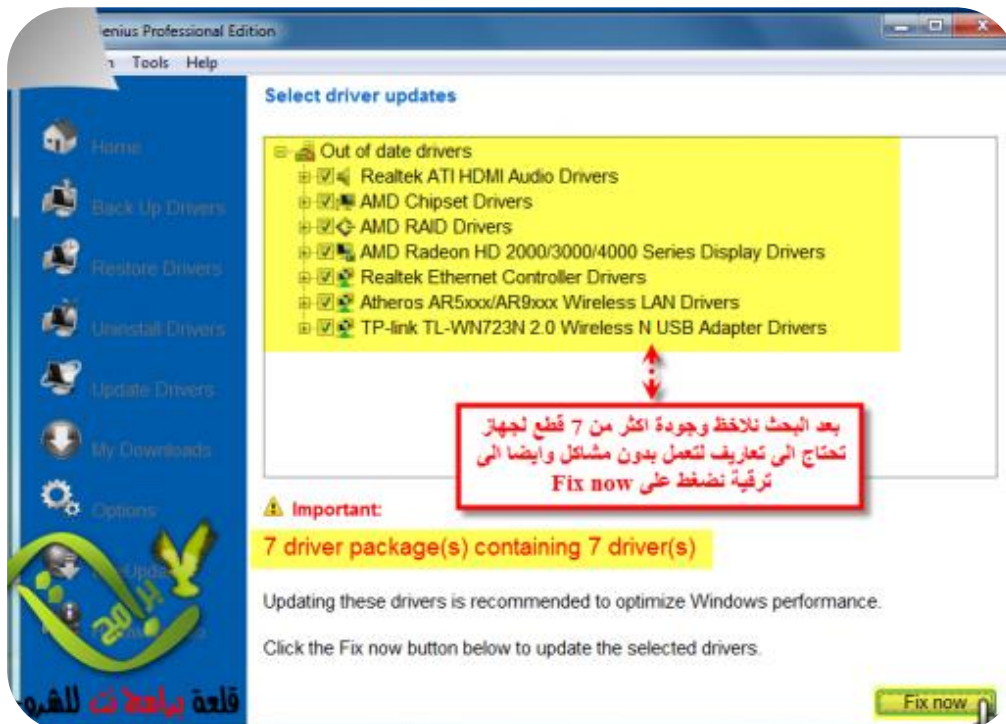 enius Professional Edition
Tools Help
Select driver updates
Home
Out of date drivers
Realtek ATI HDMI Audio Drivers
AMD Chipset Drivers
Back Up Drivers
AMD RAID Drivers
AMD Radeon HD 2000/3000/4000 Series Display Drivers
Restore Drivers
Realtek Ethernet Controller Drivers
Atheros AR5xxx/AR9xxx Wireless LAN Drivers
Uninstall Drivers
TP-link TL-WN723N 2.0 Wireless N USB Adapter Drivers
Update Drivers
بعد البحث نلاخظ وجودة اكثر من 7 قطع لجهاز
تحتاج الى تعاريف لتعمل بدون مشاكل وايضا الى
ترقية نضغط على Fix now
My Downloads
Options
Important:
7 driver package(s) containing 7 driver(s)
برامج
Updating these drivers is recommended to optimize Windows performance.
Click the Fix now button below to update the selected drivers.
قلعة
Fix now